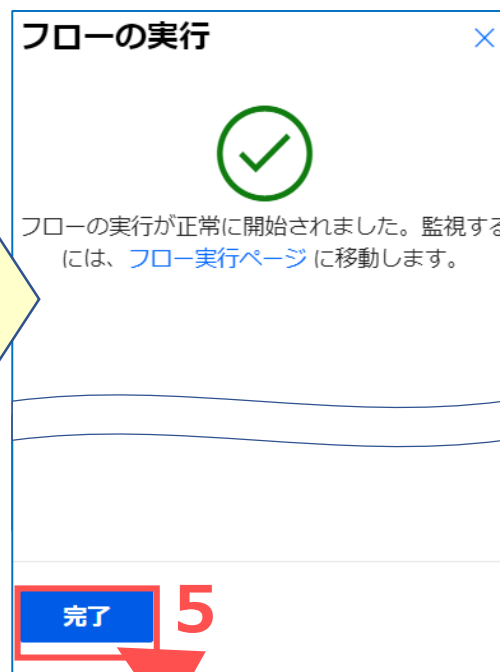 フローの実行
フローの実行が正常に開始されました。監視する
には、フロー実行ページ に移動します。
完了
5